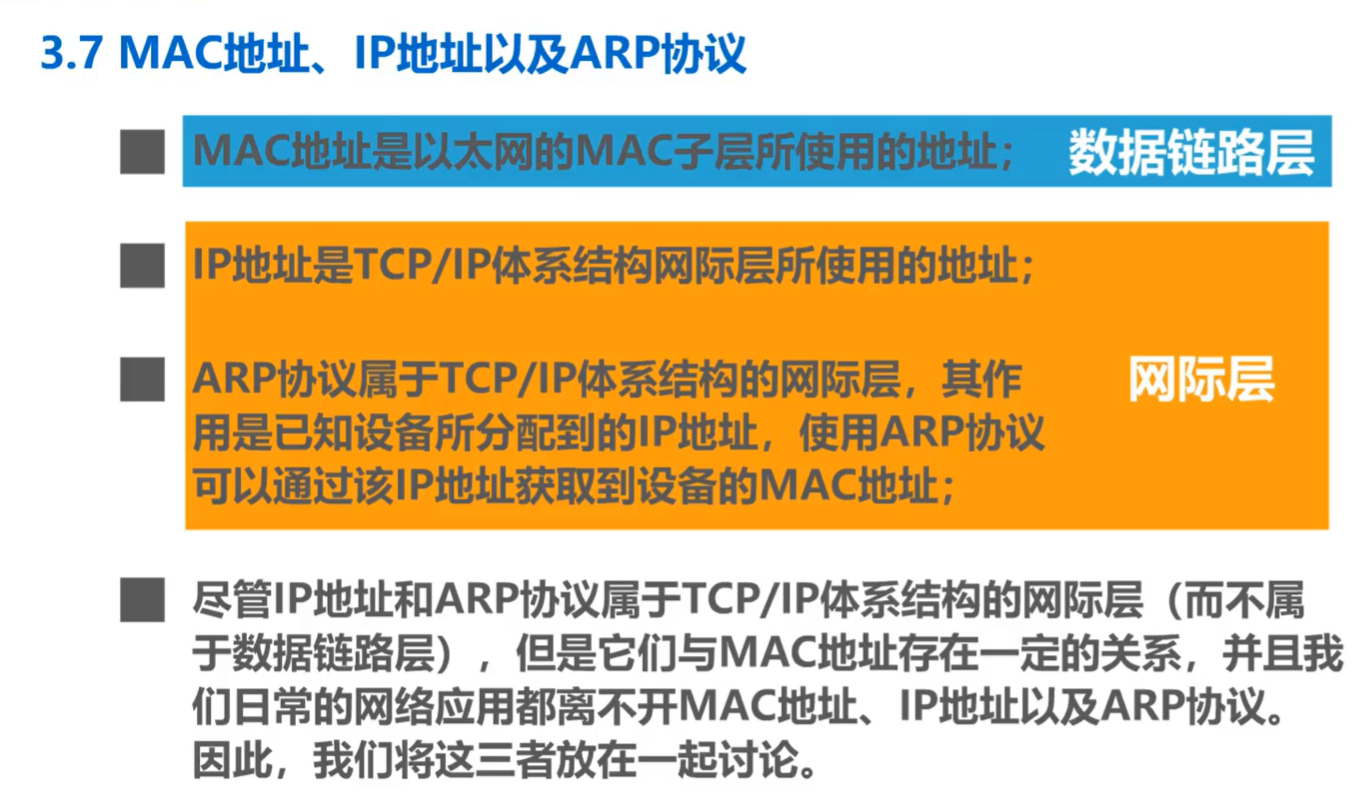 3.7 MAC地址、IP地址以及ARP协议
MAC地址是以太网的MAC子层所使用的地址；
数据链路层
IP地址是TCP/IP体系结构网际层所使用的地址；
ARP协议属于TCP/IP体系结构的网际层，其作
用是已知设备所分配到的IP地址，使用ARP协议
可以通过该IP地址获取到设备的MAC地址；
网际层
尽管IP地址和ARP协议属于TCP/IP体系结构的网际层（而不属
于数据链路层），但是它们与MAC地址存在一定的关系，并且我
们日常的网络应用都离不开MAC地址、IP地址以及ARP协议。
因此，我们将这三者放在一起讨论。